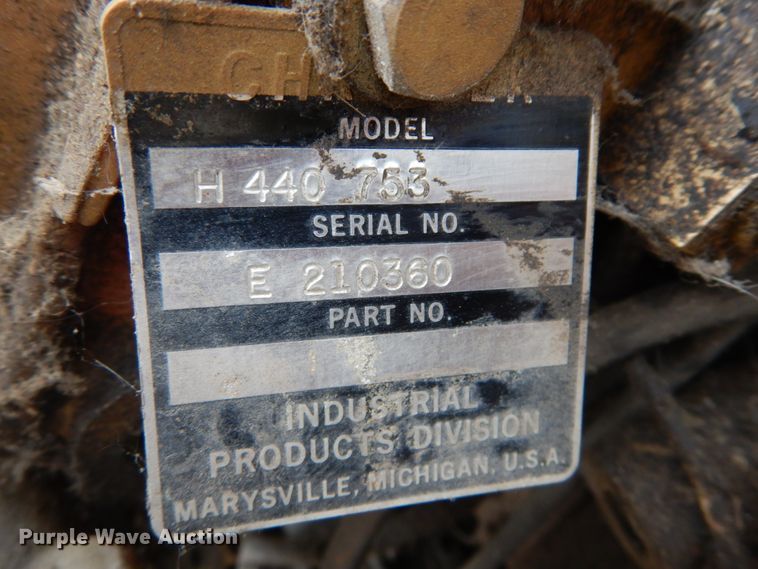 MODEL
H 440 753
SERIAL NO.
E 210360
PART NO.
INDUSTRIAL
PRODUCTS DIVISION
MARYSVILLE, MICHIGAN, U.S.A.
Purple Wave Auction